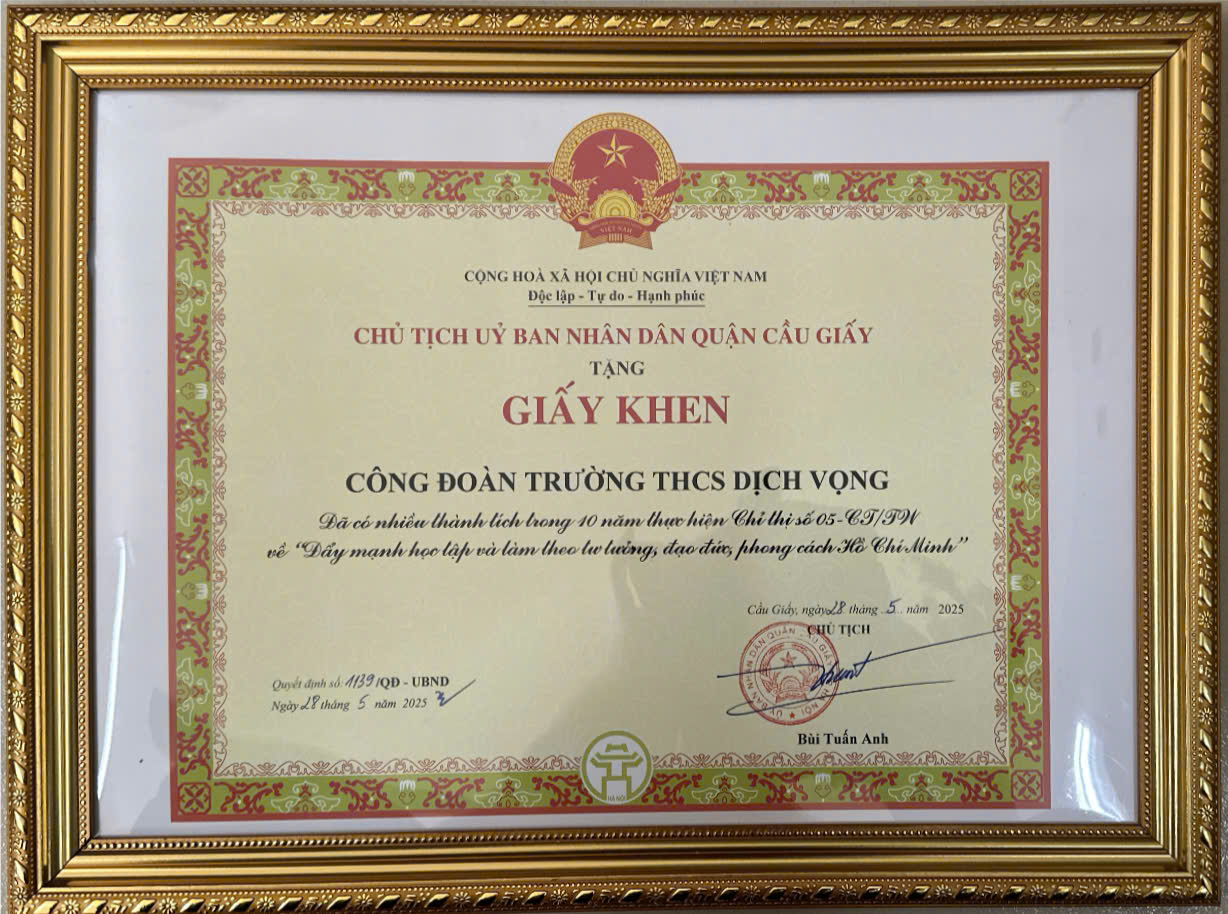 VIỆT NAM
CỘNG HOÀ XÃ HỘI CHỦ NGHĨA VIỆT NAM
Độc lập - Tự do - Hạnh phúc
CHỦ TỊCH UỶ BAN NHÂN DÂN QUẬN CẦU GIẤY
TẶNG
GIẤY KHEN
CÔNG ĐOÀN TRƯỜNG THCS DỊCH VỌNG
Đã có nhiều thành tích trong 10 năm thực hiện Chỉ thị số 05-CT/TW
về “Đẩy mạnh học tập và làm theo tư tưởng, đạo đức, phong cách Hồ Chí Minh”
Cầu Giấy, ngày 28 tháng 5 năm 2025
CHỦ TỊCH
Quyết định số: 1139/QĐ - UBND
Ngày 28 tháng 5 năm 2025
Bùi Tuấn Anh
HÀ NỘI